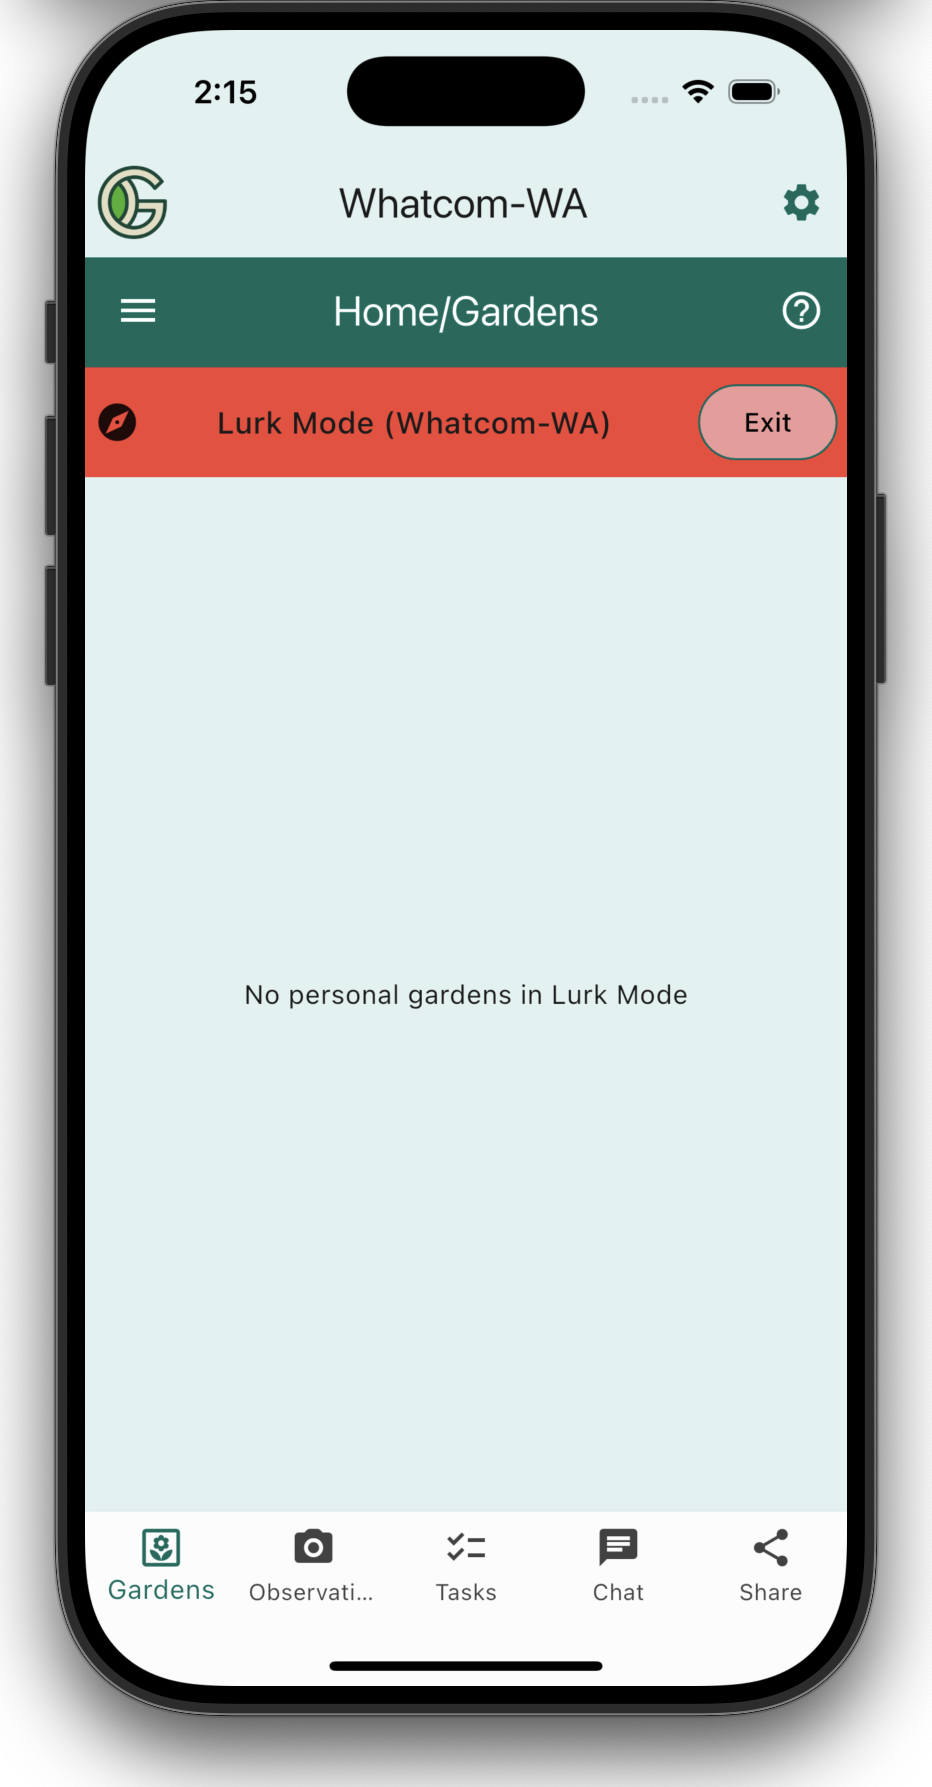 2:15
Whatcom-WA
Home/Gardens
Lurk Mode (Whatcom-WA)
Exit
No personal gardens in Lurk Mode
Gardens
Observati...
Tasks
Chat
Share